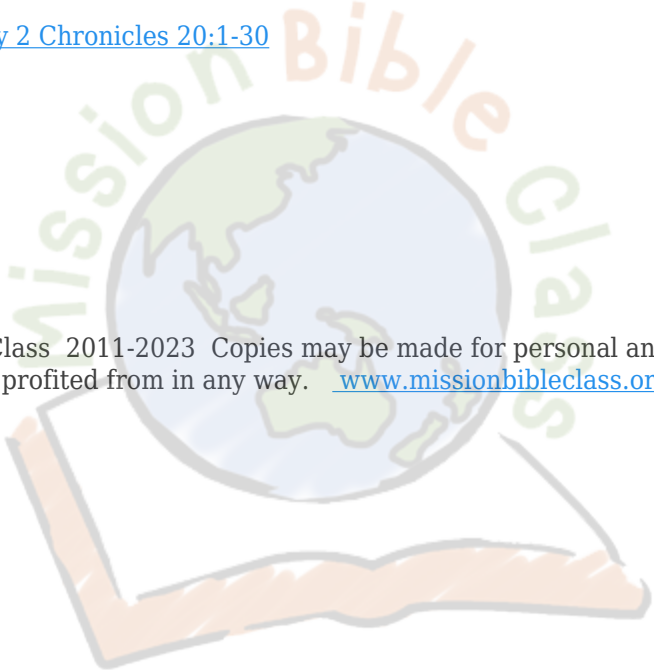 y 2 Chronicles 20:1-30
Mission Bible Class
Class 2011-2023 Copies may be made for personal an
profited from in any way. www.missionbibleclass.or